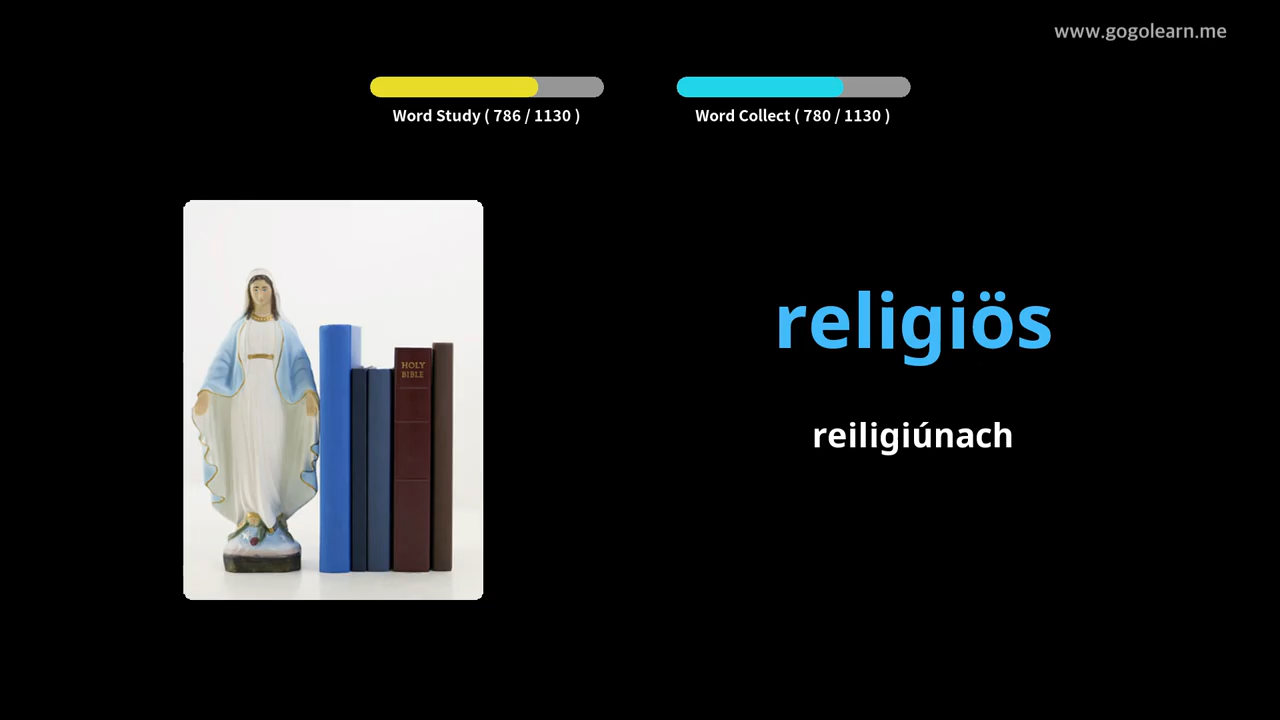 www.gogolearn.me
Word Study ( 786 / 1130 )
Word Collect ( 780 / 1130 )
HOLY
BIBLE
religiös
reiligiúnach